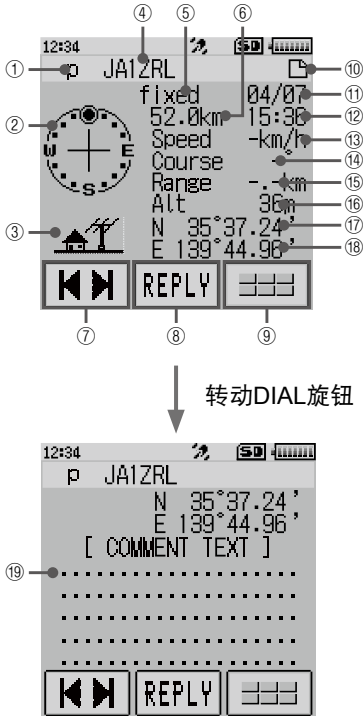 ④ ⑤ ⑥
12:34 SD
① p JA1ZRL ⑩
fixed 04/07 ⑪
52.0km 15:36 ⑫
② Speed -km/h ⑬
W E Course -° ⑭
S Range -.-km ⑮
Alt 36m ⑯
③ N 35°37.24' ⑰
E 139°44.96' ⑱
REPLY
⑦ ⑧ ⑨
转动DIAL旋钮
12:34 SD
p JA1ZRL
N 35°37.24'
E 139°44.96'
[ COMMENT TEXT ]
⑲ ....................
....................
....................
....................
....................
REPLY